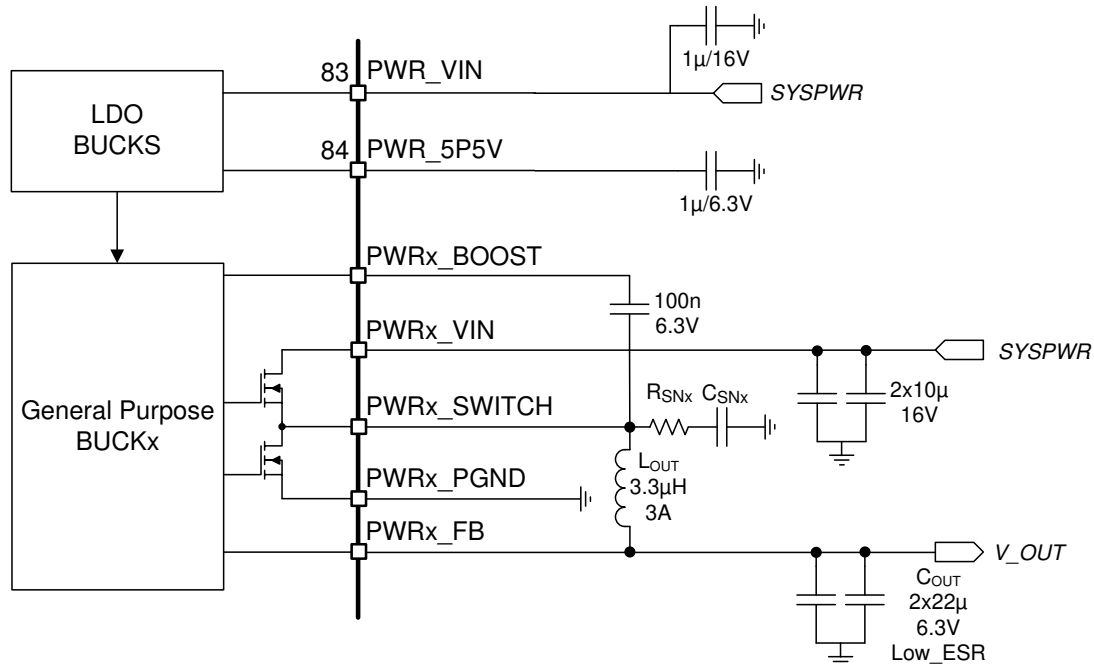 83
PWR_VIN
1µ/16V
SYSPWR
LDO
BUCKS
84
PWR_5P5V
1µ/6.3V
PWRx_BOOST
100n
6.3V
PWRx_VIN
SYSPWR
2x10µ
16V
General Purpose
BUCKx
PWRx_SWITCH
RSNx
CSNx
LOUT
3.3µH
3A
PWRx_PGND
PWRx_FB
V_OUT
COUT
2x22µ
6.3V
Low_ESR